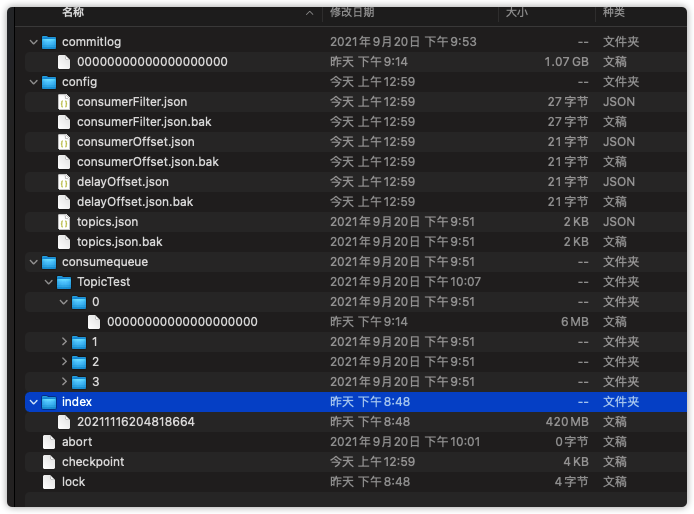 名称 修改日期 大小 种类
commitlog 2021年9月20日 下午9:53 -- 文件夹
00000000000000000000 昨天 下午9:14 1.07 GB 文稿
config 今天 上午12:59 -- 文件夹
consumerFilter.json 今天 上午12:59 27 字节 JSON
consumerFilter.json.bak 今天 上午12:59 27 字节 文稿
consumerOffset.json 今天 上午12:59 21 字节 JSON
consumerOffset.json.bak 今天 上午12:59 21 字节 文稿
delayOffset.json 今天 上午12:59 21 字节 JSON
delayOffset.json.bak 今天 上午12:59 21 字节 文稿
topics.json 2021年9月20日 下午9:51 2 KB JSON
topics.json.bak 2021年9月20日 下午9:51 2 KB 文稿
consumequeue 2021年9月20日 下午9:51 -- 文件夹
TopicTest 2021年9月20日 下午10:07 -- 文件夹
0 2021年9月20日 下午9:51 -- 文件夹
00000000000000000000 昨天 下午9:14 6 MB 文稿
1 2021年9月20日 下午9:51 -- 文件夹
2 2021年9月20日 下午9:51 -- 文件夹
3 2021年9月20日 下午9:51 -- 文件夹
index 昨天 下午8:48 -- 文件夹
20211116204818664 昨天 下午8:48 420 MB 文稿
abort 2021年9月20日 下午10:01 0 字节 文稿
checkpoint 今天 上午12:59 4 KB 文稿
lock 昨天 下午8:48 4 字节 文稿